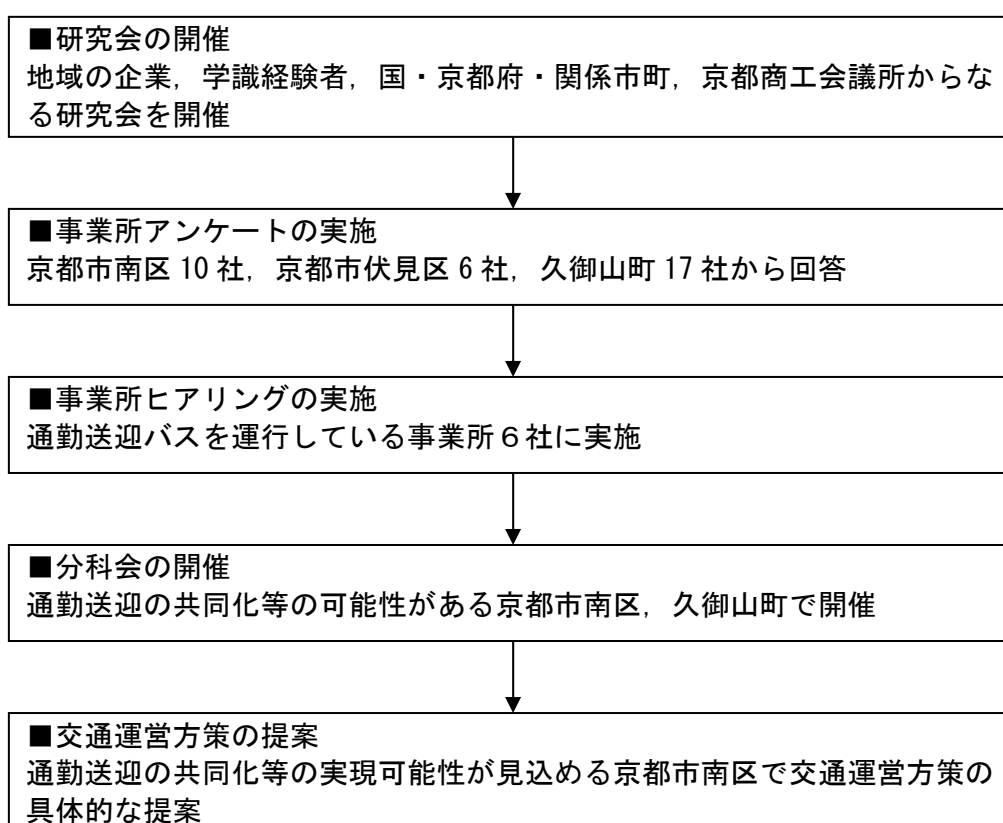 ■研究会の開催
地域の企業，学識経験者，国・京都府・関係市町，京都商工会議所からな
る研究会を開催
■事業所アンケートの実施
京都市南区 10 社，京都市伏見区 6 社，久御山町 17 社から回答
■事業所ヒアリングの実施
通勤送迎バスを運行している事業所６社に実施
■分科会の開催
通勤送迎の共同化等の可能性がある京都市南区，久御山町で開催
■交通運営方策の提案
通勤送迎の共同化等の実現可能性が見込める京都市南区で交通運営方策の
具体的な提案